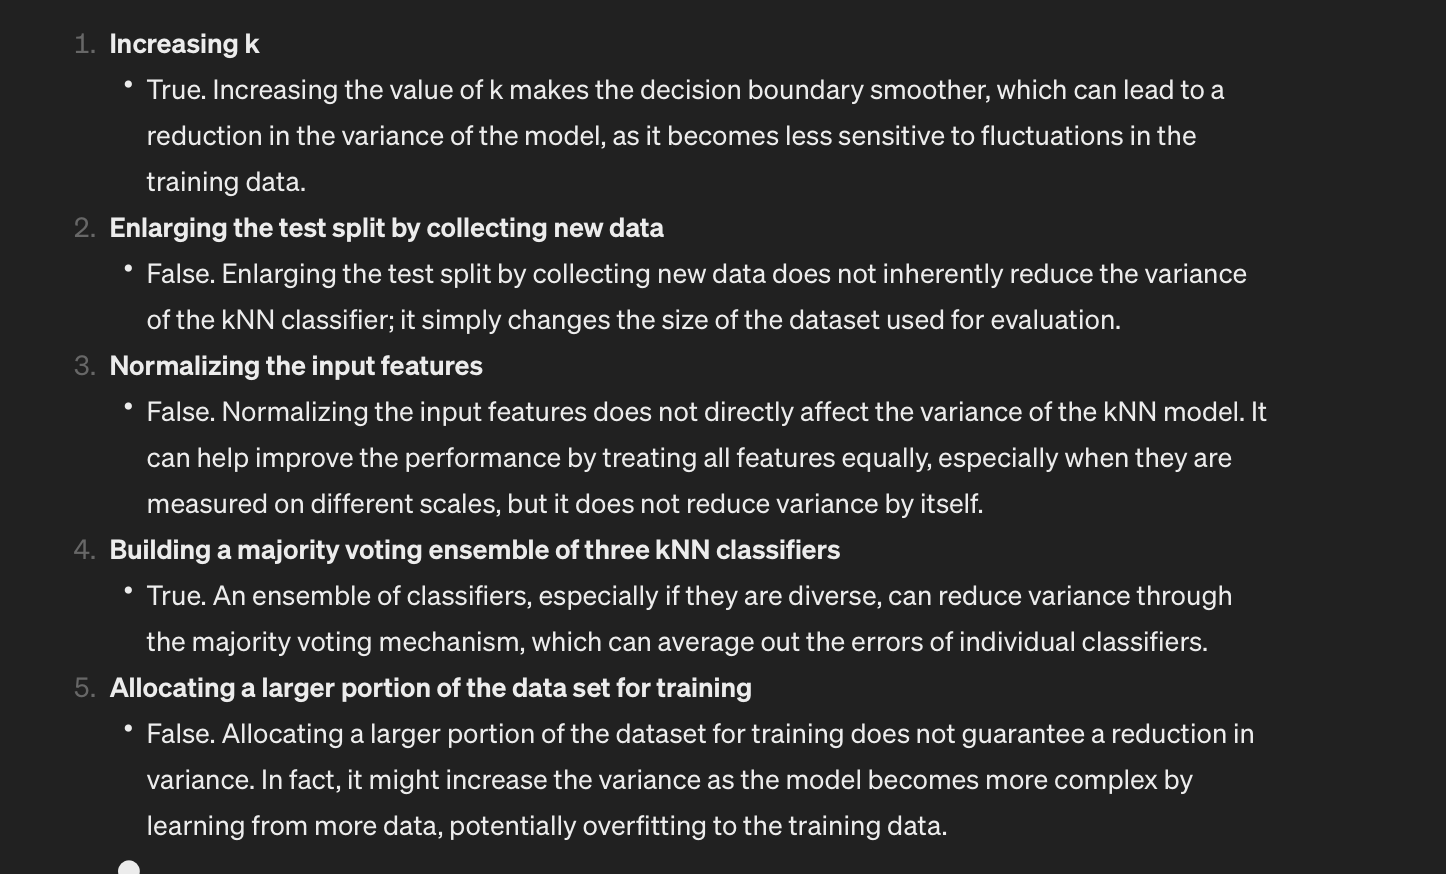 1. Increasing k
• True. Increasing the value of k makes the decision boundary smoother, which can lead to a
reduction in the variance of the model, as it becomes less sensitive to fluctuations in the
training data.
2. Enlarging the test split by collecting new data
• False. Enlarging the test split by collecting new data does not inherently reduce the variance
of the kNN classifier; it simply changes the size of the dataset used for evaluation.
3. Normalizing the input features
• False. Normalizing the input features does not directly affect the variance of the kNN model. It
can help improve the performance by treating all features equally, especially when they are
measured on different scales, but it does not reduce variance by itself.
4. Building a majority voting ensemble of three kNN classifiers
• True. An ensemble of classifiers, especially if they are diverse, can reduce variance through
the majority voting mechanism, which can average out the errors of individual classifiers.
5. Allocating a larger portion of the data set for training
• False. Allocating a larger portion of the dataset for training does not guarantee a reduction in
variance. In fact, it might increase the variance as the model becomes more complex by
learning from more data, potentially overfitting to the training data.